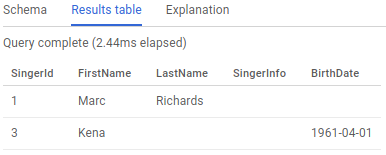 Schema Results table Explanation
Query complete (2.44ms elapsed)
SingerId FirstName LastName SingerInfo BirthDate
1 Marc Richards
3 Kena 1961-04-01